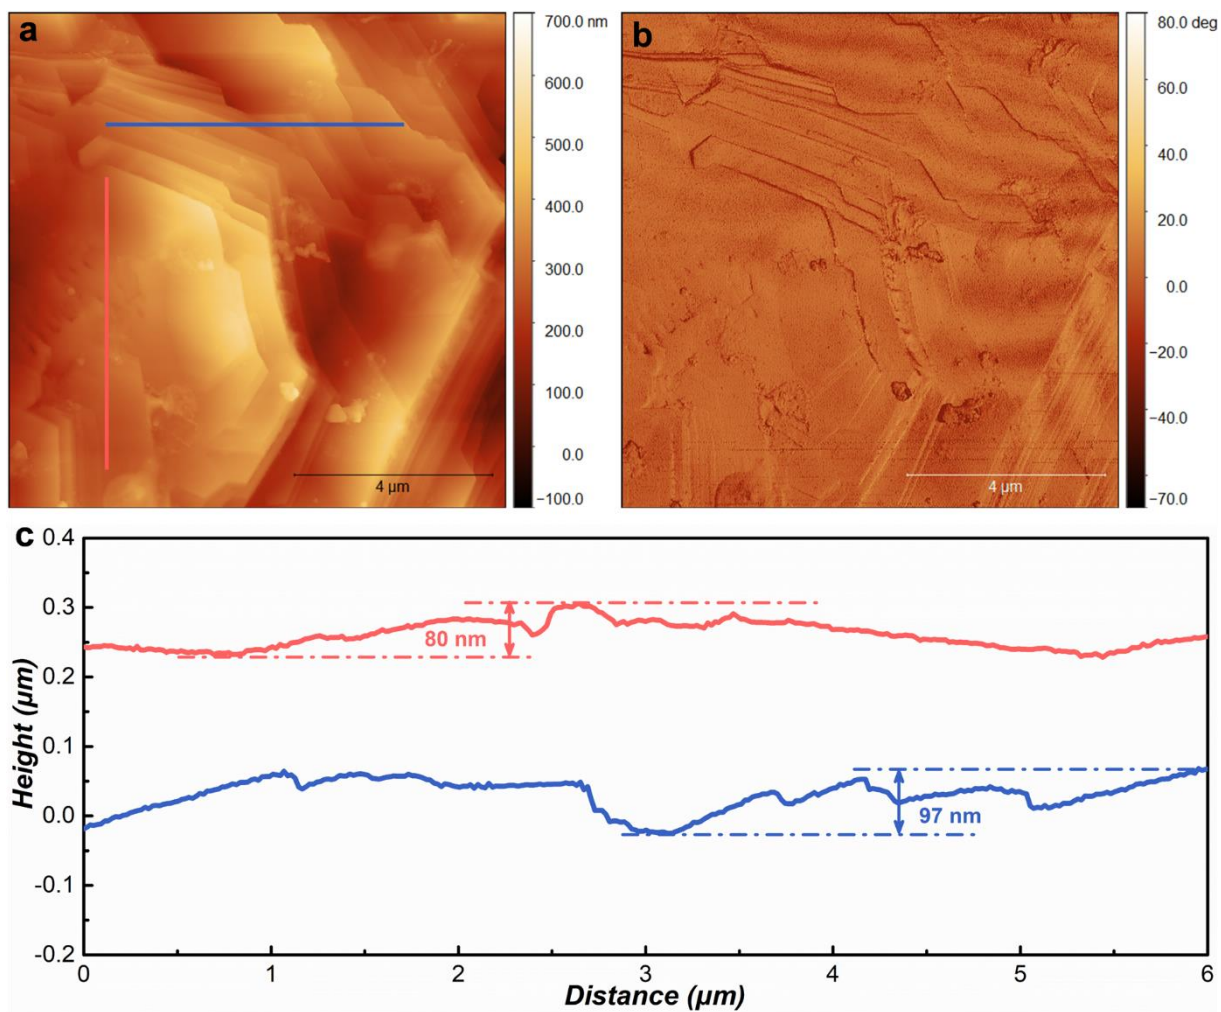 a
700.0 nm
600.0
500.0
400.0
300.0
200.0
100.0
0.0
−100.0
4 µm
b
80.0 deg
60.0
40.0
20.0
0.0
−20.0
−40.0
−70.0
4 µm
c
0.4
0.3
0.2
0.1
0.0
-0.1
-0.2
Height (µm)
80 nm
97 nm
0 1 2 3 4 5 6
Distance (µm)